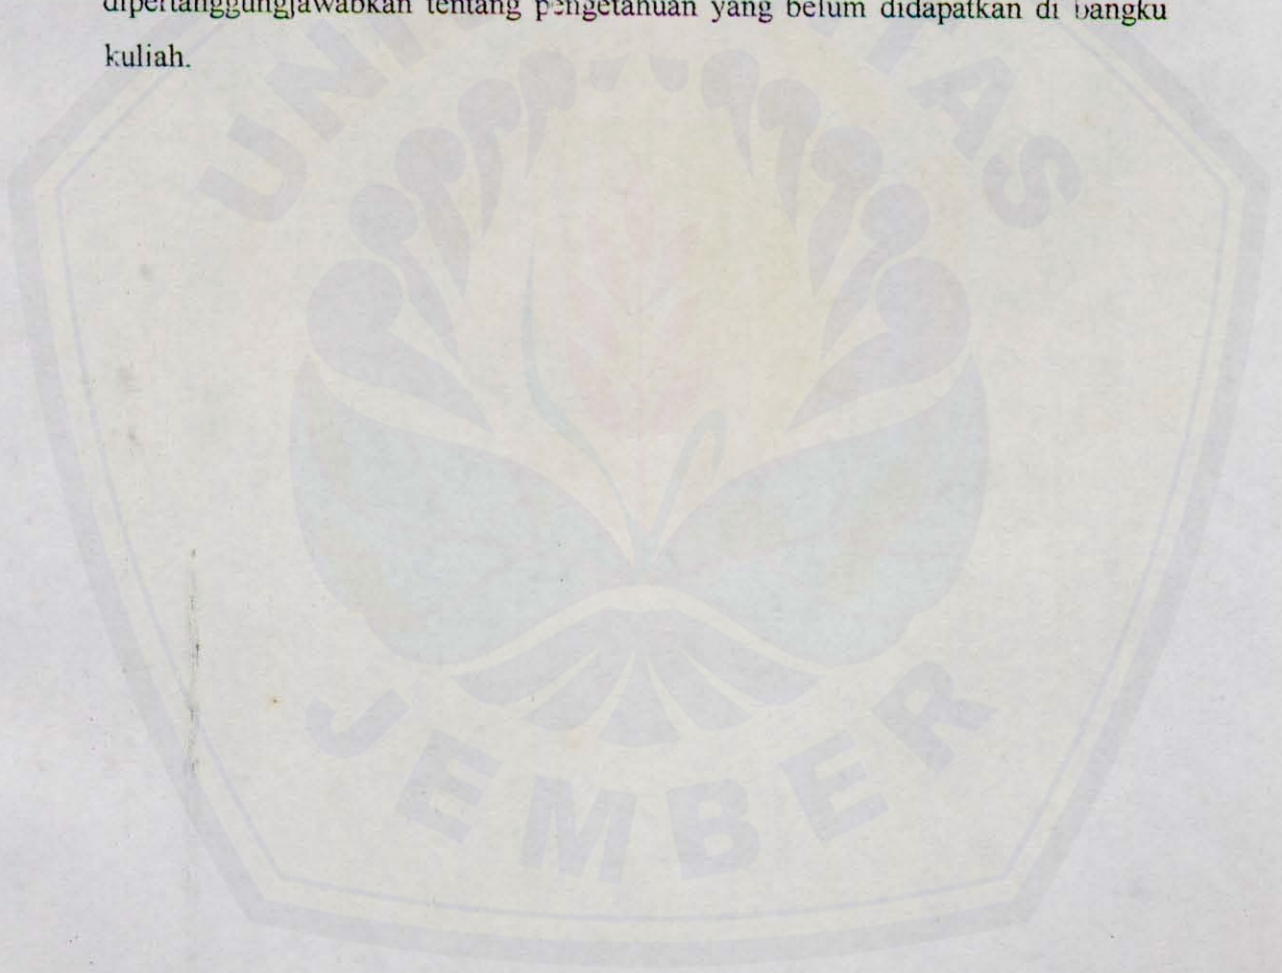 dipertanggungjawabkan tentang pengetahuan yang belum didapatkan di bangku
kuliah.
UNIVERSITAS
JEMBER